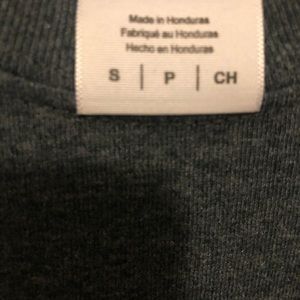 Made in Honduras
Fabriqué au Honduras
Hecho en Honduras
S | P | CH